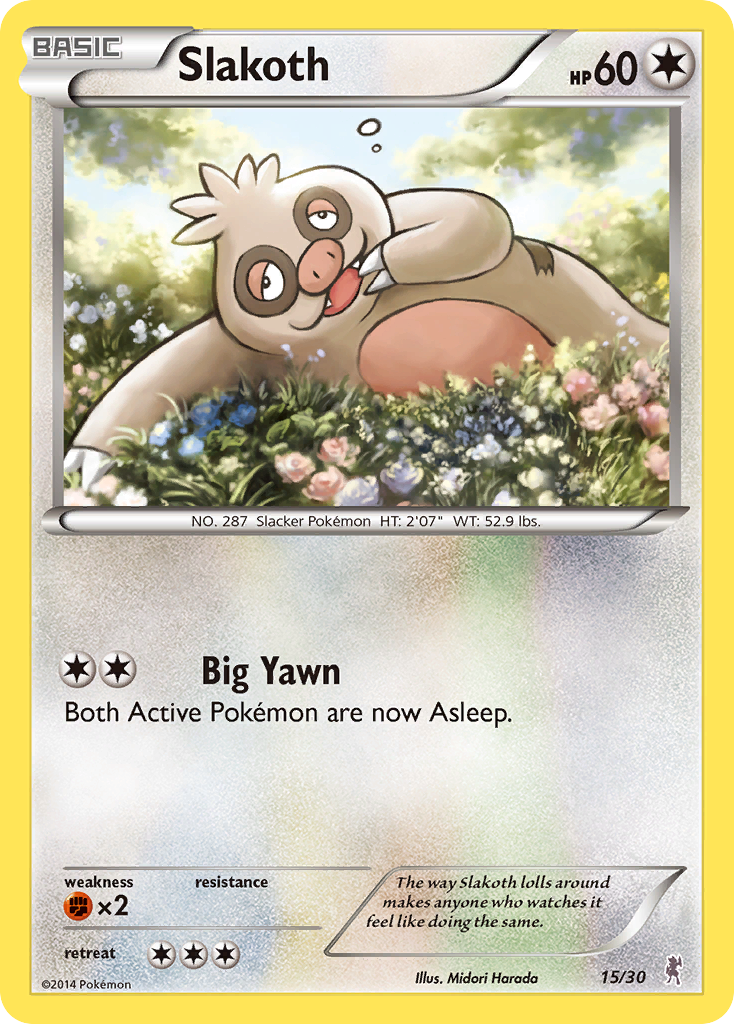 BASIC
Slakoth
HP60
NO. 287 Slacker Pokémon HT: 2'07" WT: 52.9 lbs.
Big Yawn
Both Active Pokémon are now Asleep.
weakness
resistance
×2
The way Slakoth lolls around
makes anyone who watches it
feel like doing the same.
retreat
©2014 Pokémon
Illus. Midori Harada
15/30